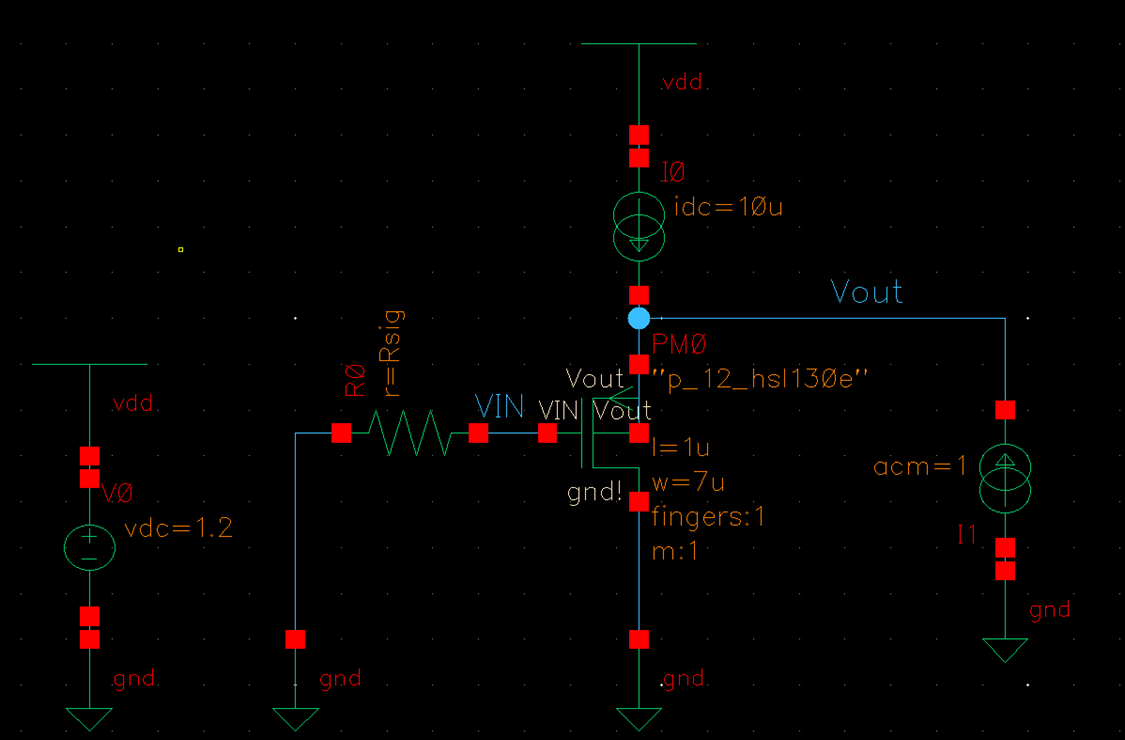 vdd
I0
idc=10u
Vout
PM0
"p_12_hsl130e"
R0
r=Rsig
VIN
Vout
VIN
Vout
gnd!
l=1u
w=7u
fingers:1
m:1
vdd
V0
vdc=1.2
acm=1
I1
gnd
gnd
gnd
gnd